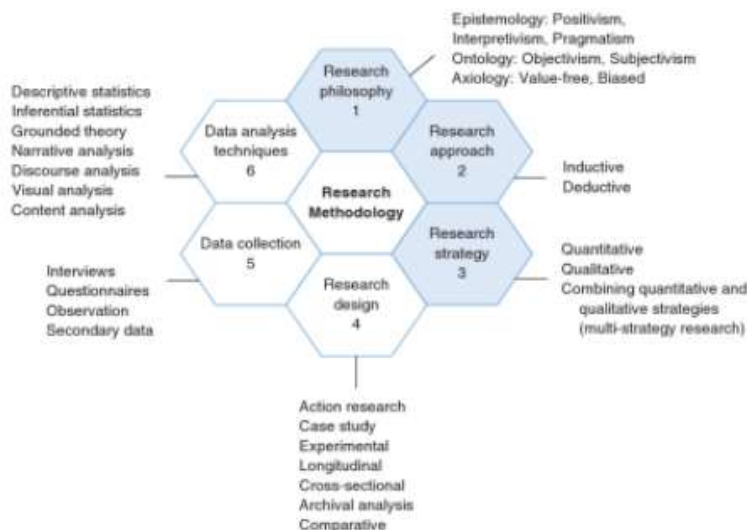 Epistemology: Positivism,
Interpretivism, Pragmatism
Ontology: Objectivism, Subjectivism
Axiology: Value-free, Biased
Research
philosophy
1
Research
approach
2
Inductive
Deductive
Research
strategy
3
Quantitative
Qualitative
Combining quantitative and
qualitative strategies
(multi-strategy research)
Research
design
4
Action research
Case study
Experimental
Longitudinal
Cross-sectional
Archival analysis
Comparative
Data collection
5
Interviews
Questionnaires
Observation
Secondary data
Data analysis
techniques
6
Descriptive statistics
Inferential statistics
Grounded theory
Narrative analysis
Discourse analysis
Visual analysis
Content analysis
Research
Methodology